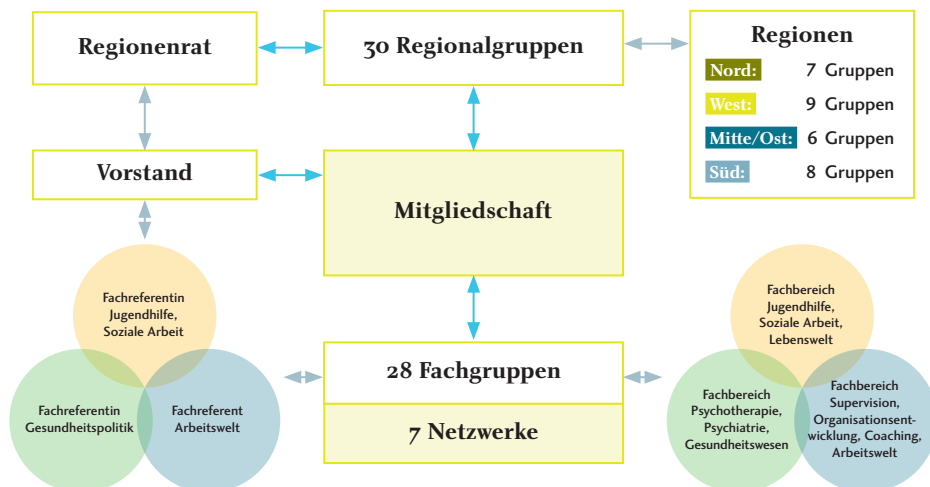 Regionenrat
30 Regionalgruppen
Regionen
Nord: 7 Gruppen
West: 9 Gruppen
Mitte/Ost: 6 Gruppen
Süd: 8 Gruppen
Vorstand
Mitgliedschaft
Fachreferentin
Jugendhilfe,
Soziale Arbeit
Fachreferentin
Gesundheitspolitik
Fachreferent
Arbeitswelt
28 Fachgruppen
7 Netzwerke
Fachbereich
Jugendhilfe,
Soziale Arbeit,
Lebenswelt
Fachbereich
Psychotherapie,
Psychiatrie,
Gesundheitswesen
Fachbereich
Supervision,
Organisationsent-
wicklung, Coaching,
Arbeitswelt